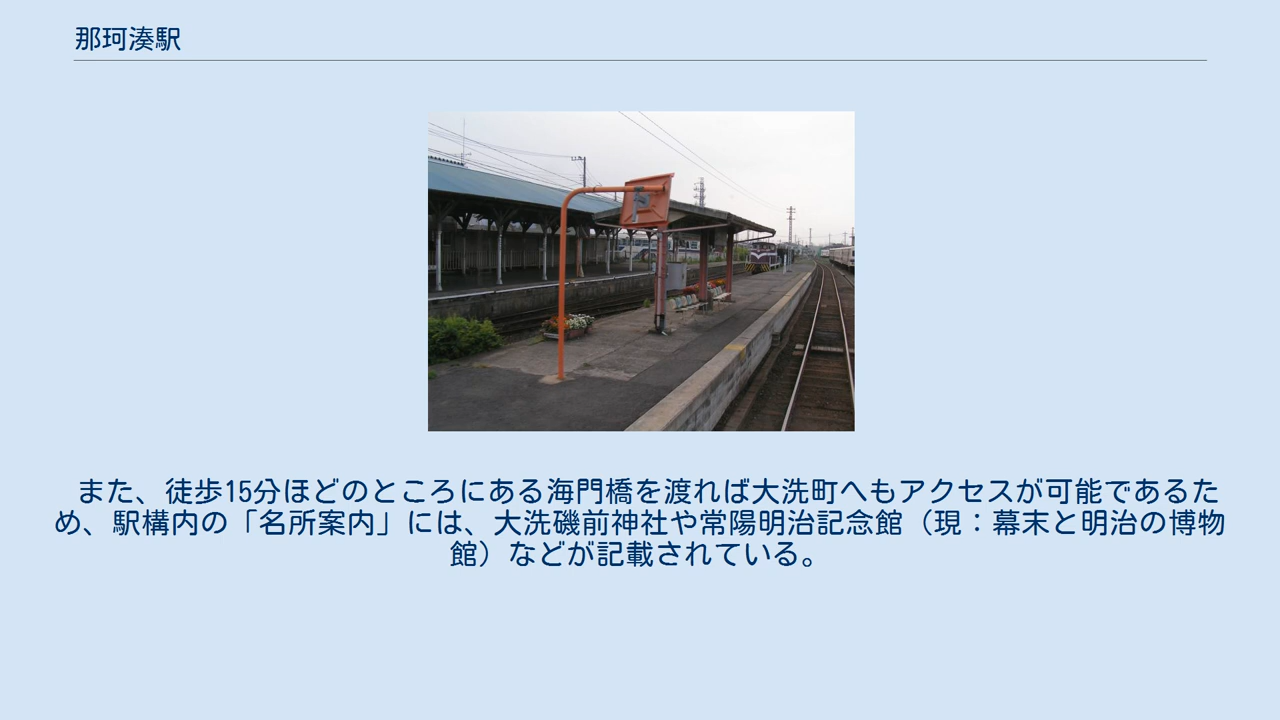 那珂湊駅
また、徒歩15分ほどのところにある海門橋を渡れば大洗町へもアクセスが可能であるた
め、駅構内の「名所案内」には、大洗磯前神社や常陽明治記念館（現：幕末と明治の博物
館）などが記載されている。